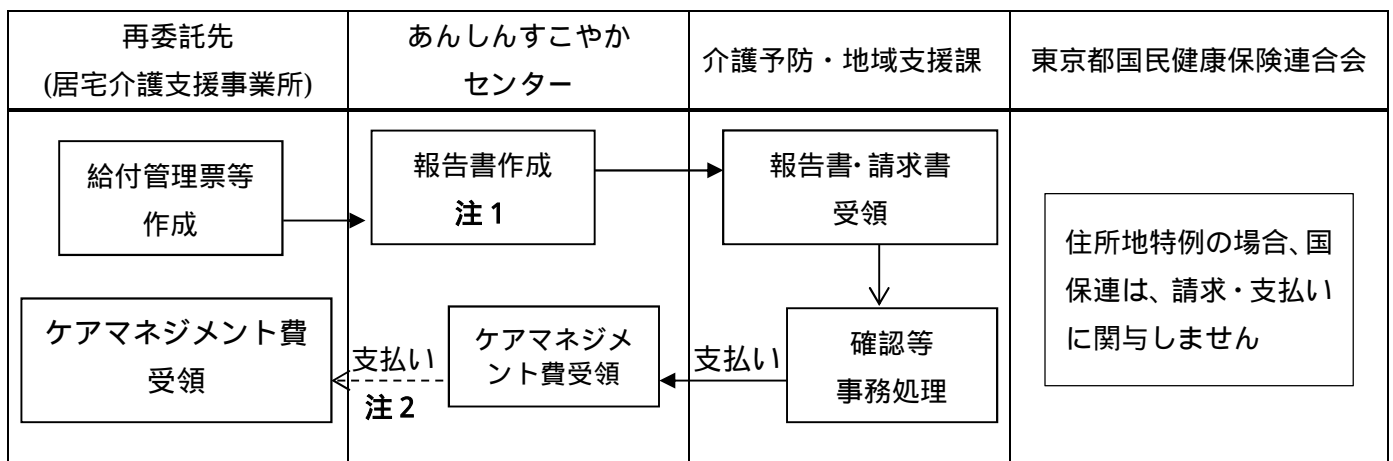 再委託先
(居宅介護支援事業所)
あんしんすこやか
センター
介護予防・地域支援課
東京都国民健康保険連合会
給付管理票等
作成
報告書作成
注1
報告書・請求書
受領
住所地特例の場合、国
保連は、請求・支払い
に関与しません
ケアマネジメント費
受領
支払い
注2
ケアマネジメ
ント費受領
支払い
確認等
事務処理